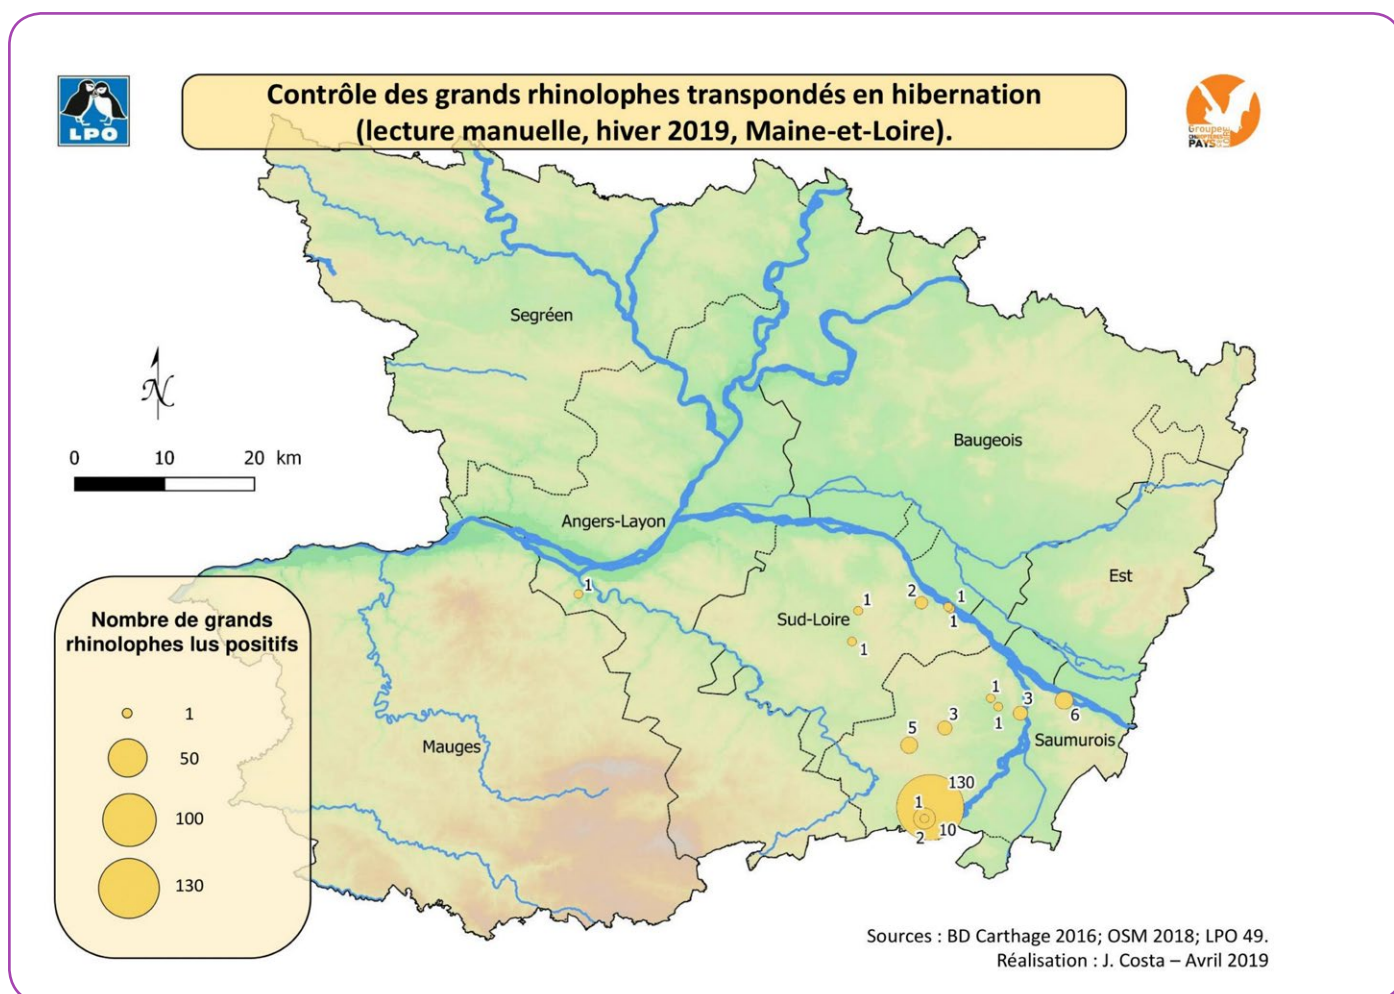 LPO
Contrôle des grands rhinolophes transpondés en hibernation
(lecture manuelle, hiver 2019, Maine-et-Loire).
Groupe
CHIROPTÈRES
PAYS
Segréen
N
0 10 20 km
Baugeois
Angers-Layon
Est
Sud-Loire
Mauges
Saumurois
1
1
1
2
1
1
1
1
3
6
3
5
130
1
10
2
Nombre de grands
rhinolophes lus positifs
1
50
100
130
Sources : BD Carthage 2016; OSM 2018; LPO 49.
Réalisation : J. Costa – Avril 2019